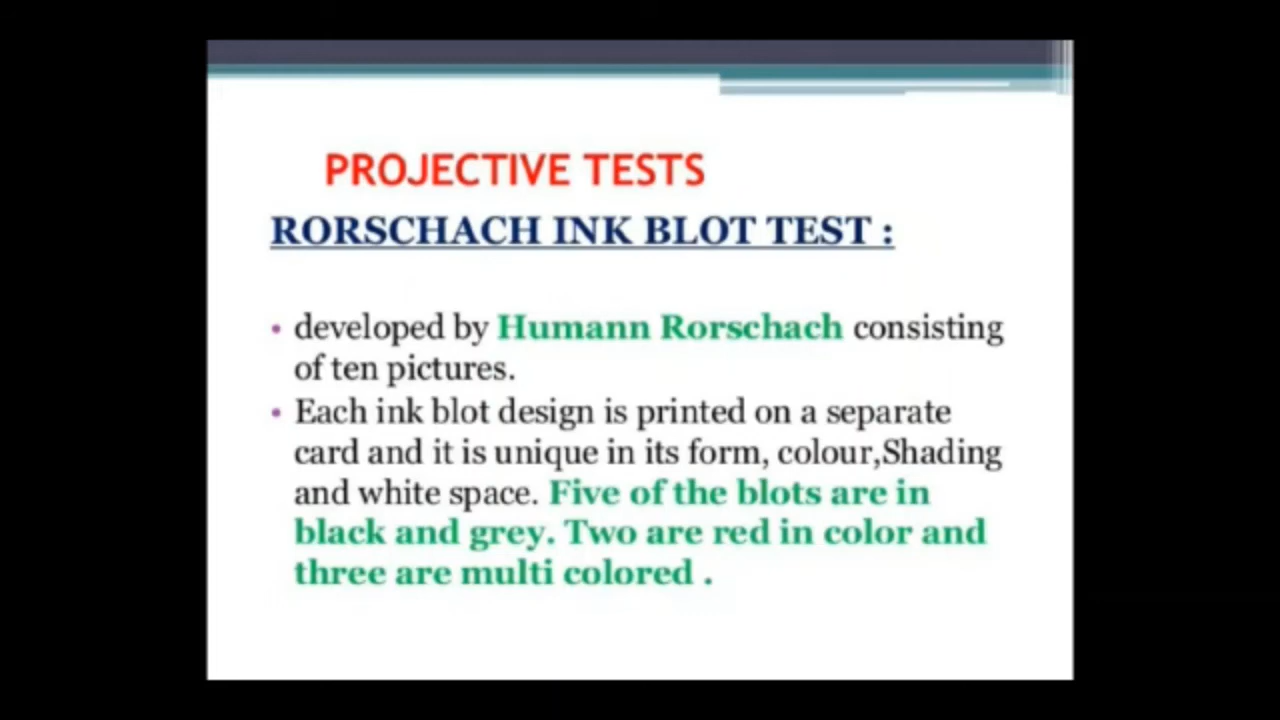 PROJECTIVE TESTS
RORSCHACH INK BLOT TEST :
• developed by Humann Rorschach consisting
of ten pictures.
• Each ink blot design is printed on a separate
card and it is unique in its form, colour,Shading
and white space. Five of the blots are in
black and grey. Two are red in color and
three are multi colored .